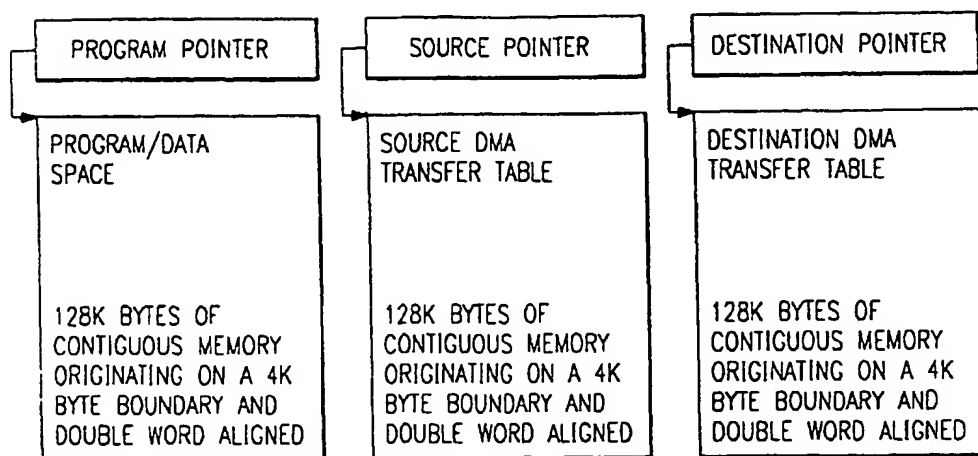 PROGRAM POINTER
PROGRAM/DATA
SPACE
128K BYTES OF
CONTIGUOUS MEMORY
ORIGINATING ON A 4K
BYTE BOUNDARY AND
DOUBLE WORD ALIGNED
SOURCE POINTER
SOURCE DMA
TRANSFER TABLE
128K BYTES OF
CONTIGUOUS MEMORY
ORIGINATING ON A 4K
BYTE BOUNDARY AND
DOUBLE WORD ALIGNED
DESTINATION POINTER
DESTINATION DMA
TRANSFER TABLE
128K BYTES OF
CONTIGUOUS MEMORY
ORIGINATING ON A 4K
BYTE BOUNDARY AND
DOUBLE WORD ALIGNED